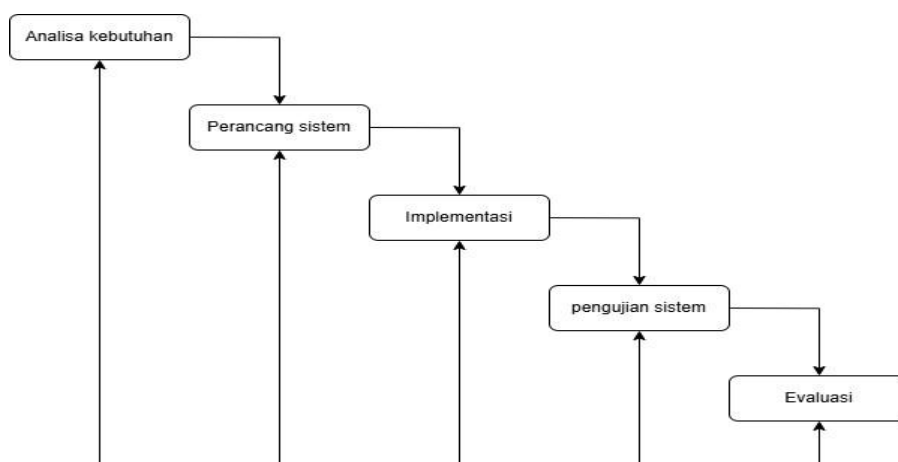 Analisa kebutuhan
Perancang sistem
Implementasi
pengujian sistem
Evaluasi